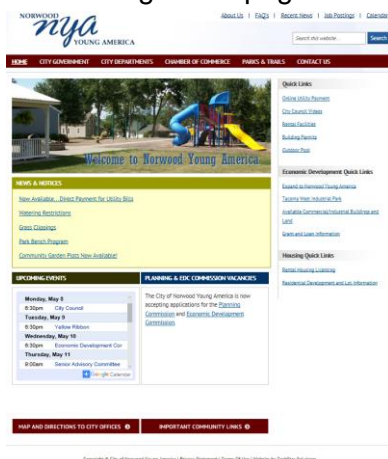 NORWOOD
nya
YOUNG AMERICA
About Us | FAQ's | Recent News | Job Postings | Calendar
Search this website...
Search
HOME CITY GOVERNMENT CITY DEPARTMENTS CHAMBER OF COMMERCE PARKS & TRAILS CONTACT US
Welcome to Norwood Young America
NEWS & NOTICES
Now Available... Direct Payment for Utility Bills
Watering Restrictions
Grass Clippings
Park Bench Program
Community Garden Plots Now Available!
UPCOMING EVENTS
Monday, May 8
6:30pm City Council
Tuesday, May 9
6:30pm Yellow Ribbon
Wednesday, May 10
6:30pm Economic Development Cor
Thursday, May 11
9:00am Senior Advisory Committee
Google Calendar
PLANNING & EDC COMMISSION VACANCIES
The City of Norwood Young America is now
accepting applications for the Planning
Commission and Economic Development
Commission.
Quick Links
Online Utility Payment
City Council Videos
Rental Facilities
Building Permits
Outdoor Pool
Economic Development Quick Links
Expand to Norwood Young America
Tacoma West Industrial Park
Available Commercial/Industrial Buildings and
Land
Grant and Loan Information
Housing Quick Links
Rental Housing Licensing
Residential Development and Lot Information
MAP AND DIRECTIONS TO CITY OFFICES
IMPORTANT COMMUNITY LINKS